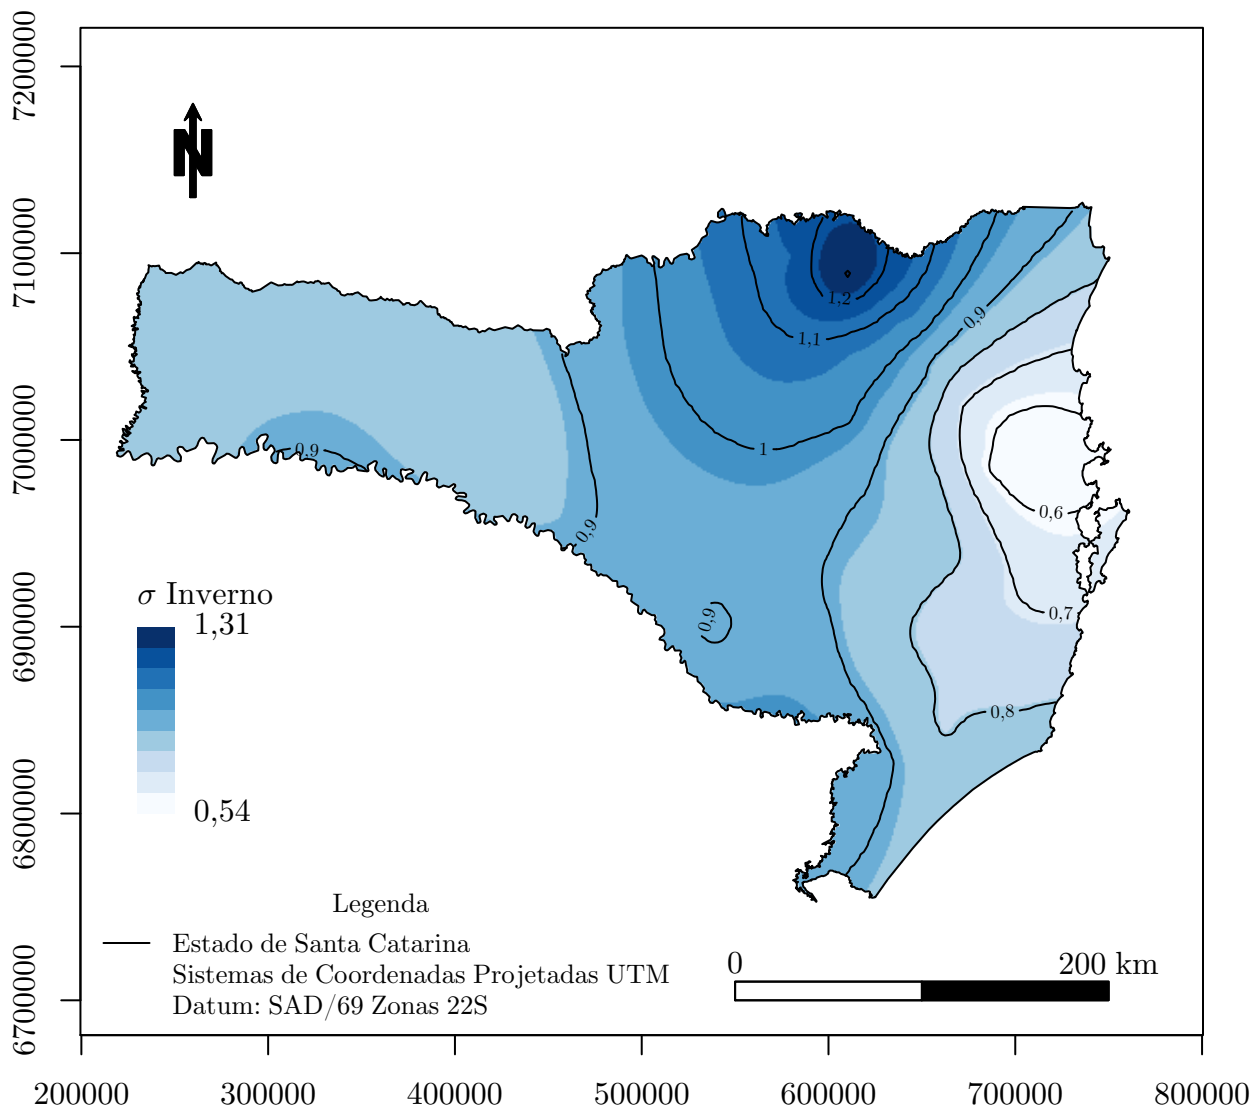 7200000
7100000
7000000
6900000
6800000
6700000
N
1,2
1,1
0,9
1
0.9
0,9
0,6
0,7
0,9
0,8
σ Inverno
1,31
0,54
Legenda
Estado de Santa Catarina
Sistemas de Coordenadas Projetadas UTM
Datum: SAD/69 Zonas 22S
0 200 km
200000 300000 400000 500000 600000 700000 800000